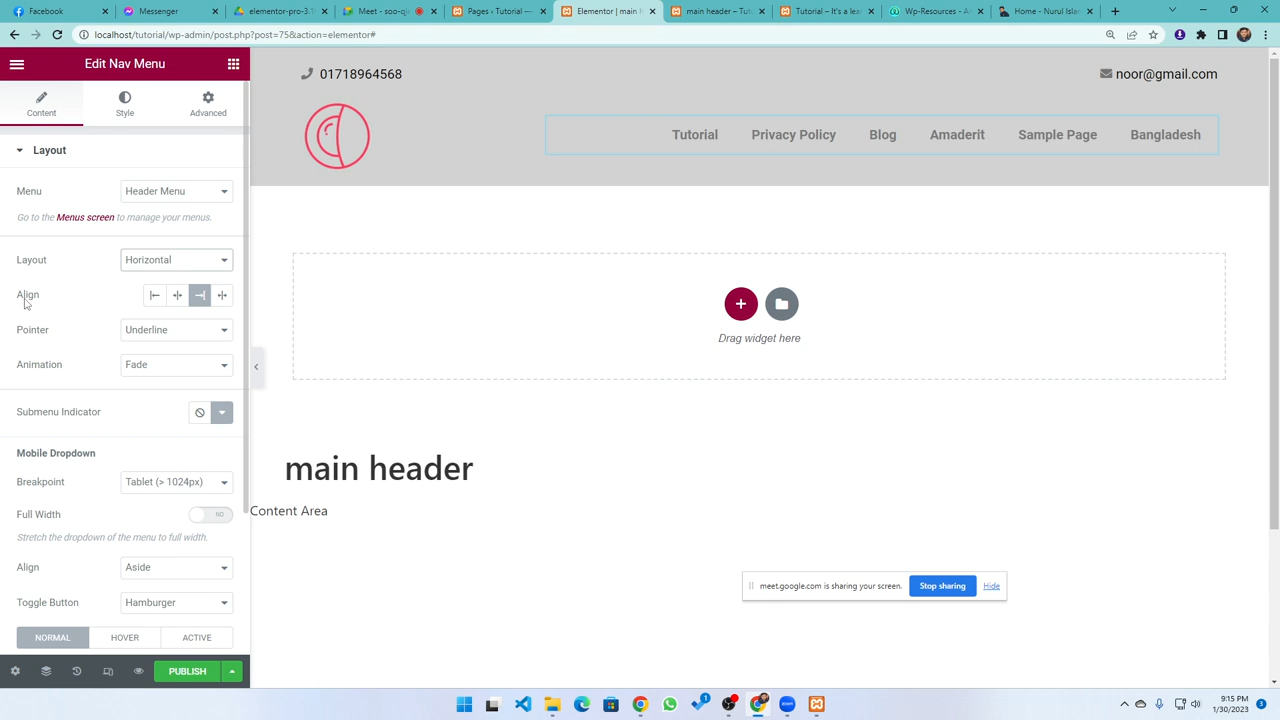 Facebook
Messenger
elementor-pro-3.1
Meet - soo-qj
Pages - Tutorial -
Elementor | main h
main header - Tuto
Tutorial – It's a lea
Wp-Resources - A
Home - Nurul Isla
localhost/tutorial/wp-admin/post.php?post=75&action=elementor#
Edit Nav Menu
Content Style Advanced
Layout
Menu Header Menu
Go to the Menus screen to manage your menus.
Layout Horizontal
Align
Pointer Underline
Animation Fade
Submenu Indicator
Mobile Dropdown
Breakpoint Tablet (> 1024px)
Full Width NO
Stretch the dropdown of the menu to full width.
Align Aside
Toggle Button Hamburger
NORMAL HOVER ACTIVE
PUBLISH
01718964568
noor@gmail.com
Tutorial Privacy Policy Blog Amaderit Sample Page Bangladesh
Drag widget here
main header
Content Area
meet.google.com is sharing your screen. Stop sharing Hide
9:15 PM
1/30/2023